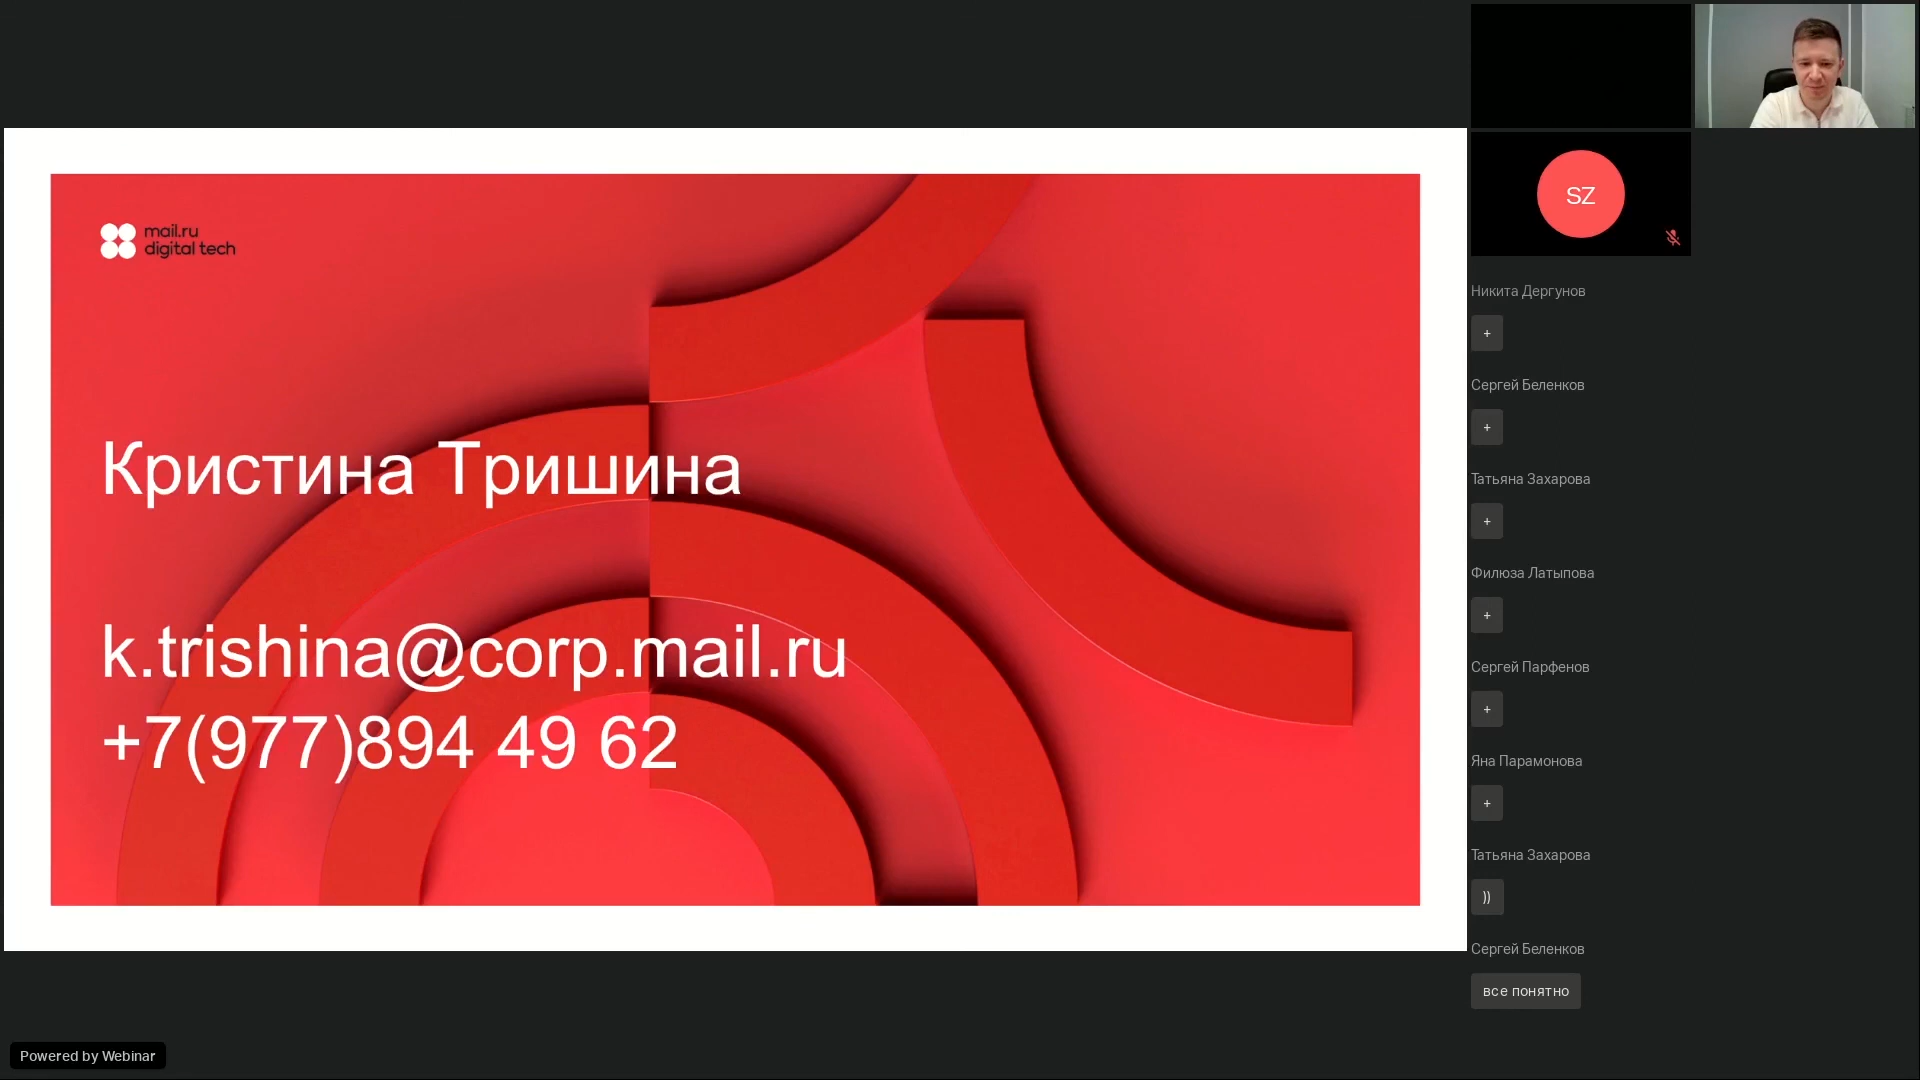 mail.ru
digital tech
Кристина Тришина
k.trishina@corp.mail.ru
+7(977)894 49 62
SZ
Никита Дергунов
+
Сергей Беленков
+
Татьяна Захарова
+
Филюза Латыпова
+
Сергей Парфенов
+
Яна Парамонова
+
Татьяна Захарова
))
Сергей Беленков
все понятно
Powered by Webinar